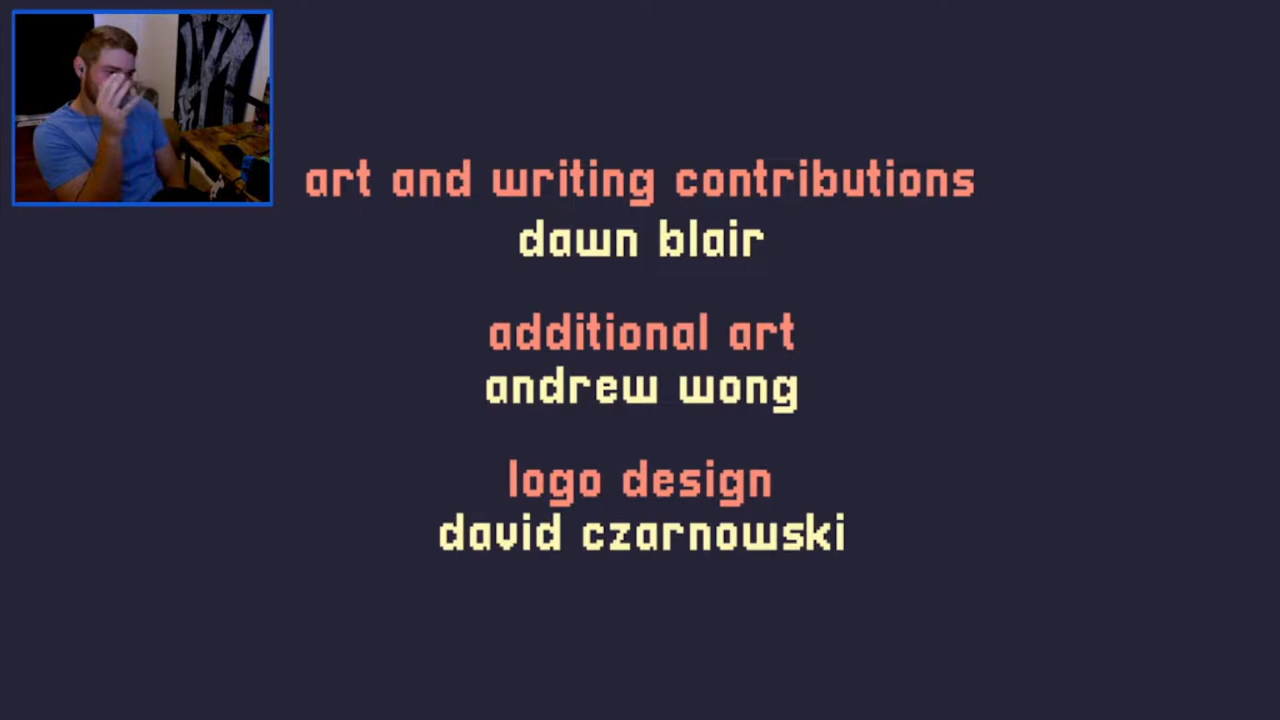 art and writing contributions
dawn blair
additional art
andrew wong
logo design
david czarnowski